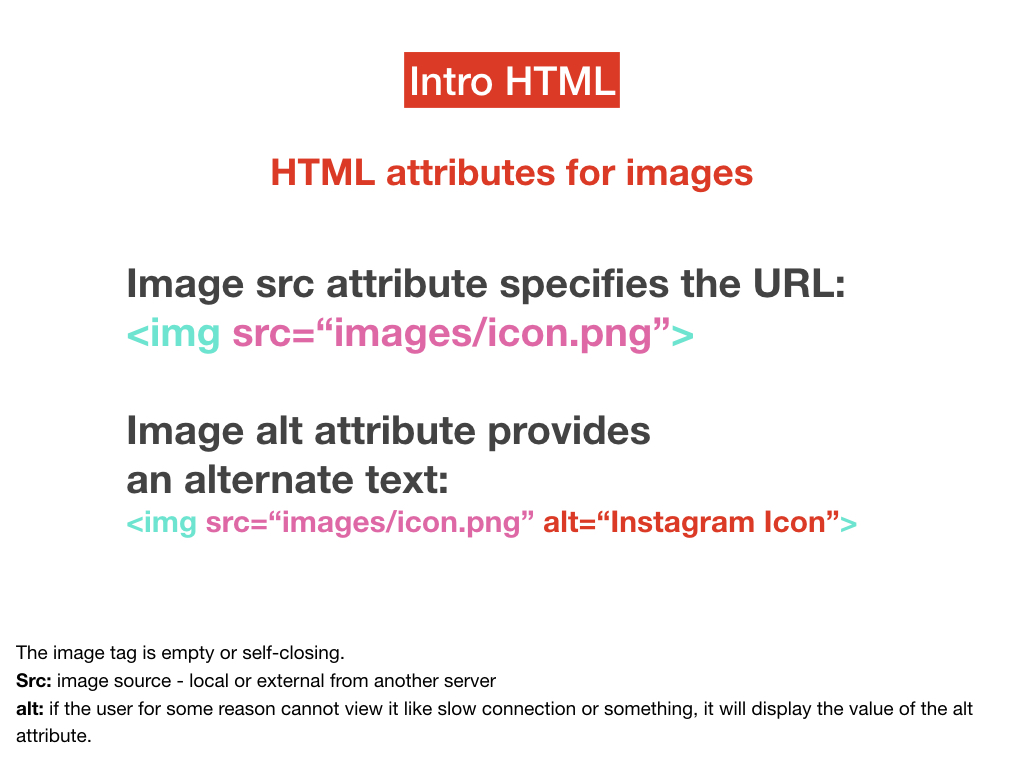 Intro HTML
HTML attributes for images
Image src attribute specifies the URL:
<img src=“images/icon.png”>
Image alt attribute provides
an alternate text:
<img src=“images/icon.png” alt=“Instagram Icon”>
The image tag is empty or self-closing.
Src: image source - local or external from another server
alt: if the user for some reason cannot view it like slow connection or something, it will display the value of the alt
attribute.